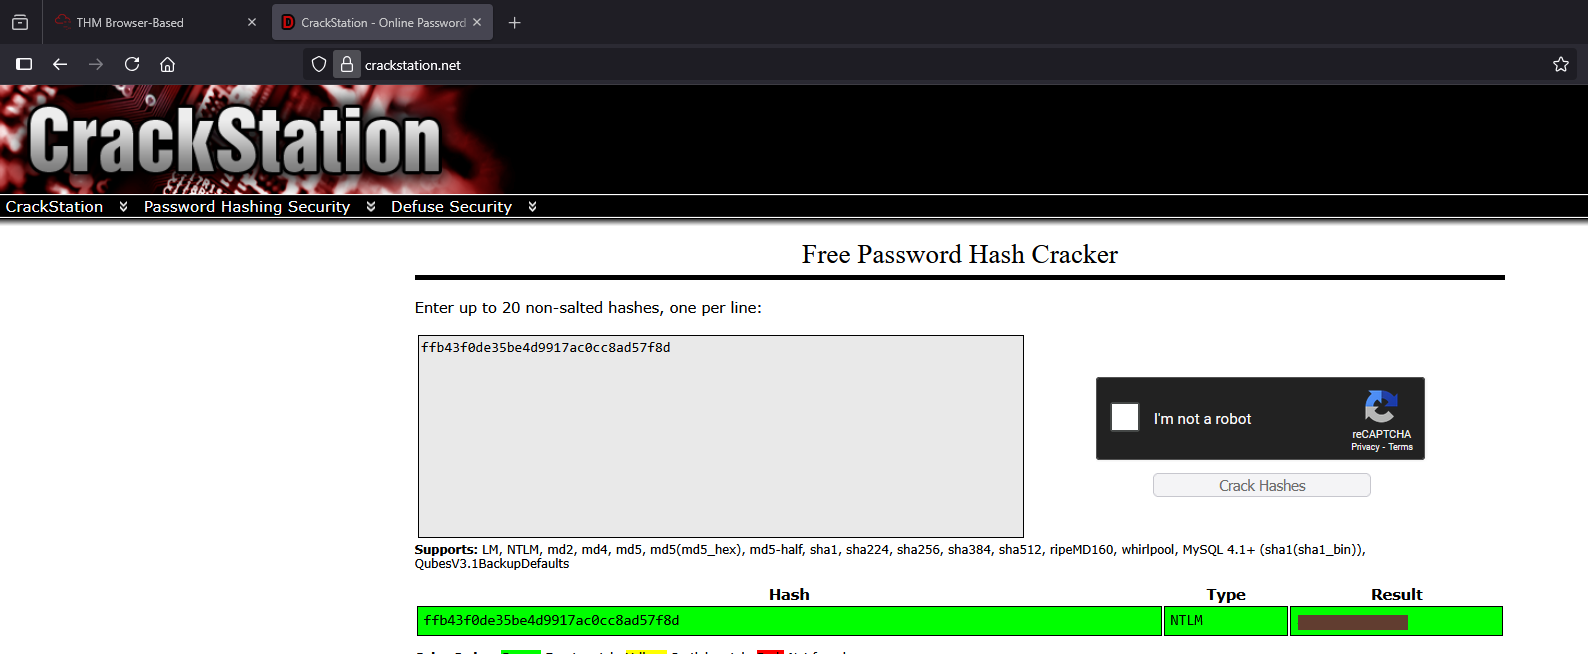 THM Browser-Based
CrackStation - Online Password
crackstation.net
CrackStation
CrackStation
Password Hashing Security
Defuse Security
Free Password Hash Cracker
Enter up to 20 non-salted hashes, one per line:
ffb43f0de35be4d9917ac0cc8ad57f8d
I'm not a robot
reCAPTCHA
Privacy - Terms
Crack Hashes
Supports: LM, NTLM, md2, md4, md5, md5(md5_hex), md5-half, sha1, sha224, sha256, sha384, sha512, ripeMD160, whirlpool, MySQL 4.1+ (sha1(sha1_bin)),
QubesV3.1BackupDefaults
Hash Type Result
ffb43f0de35be4d9917ac0cc8ad57f8d NTLM